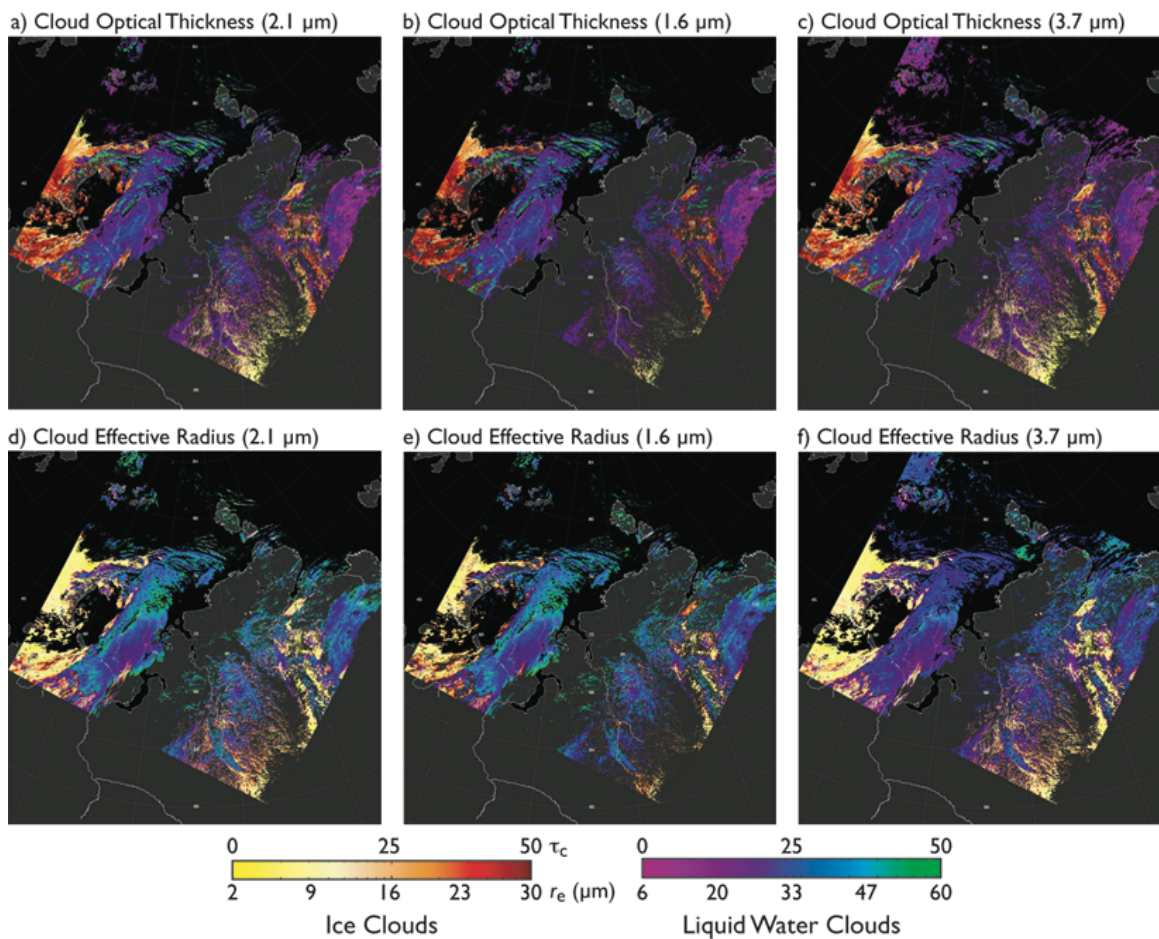 a) Cloud Optical Thickness (2.1 µm)
b) Cloud Optical Thickness (1.6 µm)
c) Cloud Optical Thickness (3.7 µm)
d) Cloud Effective Radius (2.1 µm)
e) Cloud Effective Radius (1.6 µm)
f) Cloud Effective Radius (3.7 µm)
0 25 50 τc
2 9 16 23 30 re (µm)
Ice Clouds
0 25 50
6 20 33 47 60
Liquid Water Clouds